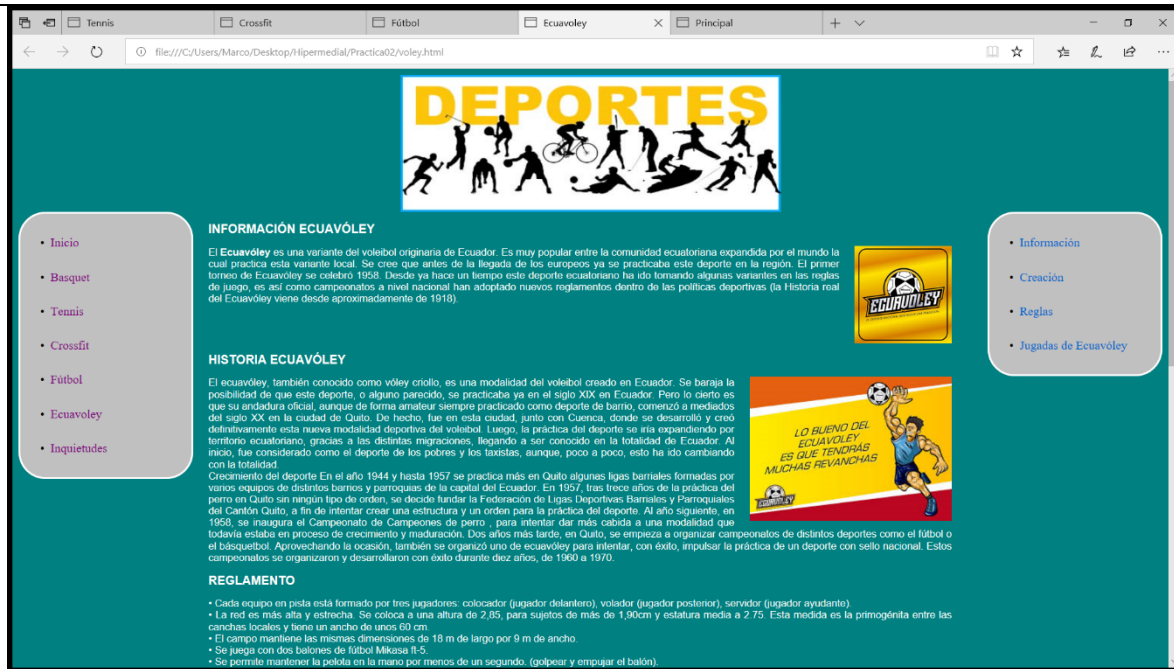 Tennis
Crossfit
Fútbol
Ecuavoley
Principal
file:///C:/Users/Marco/Desktop/Hipermedial/Practica02/voley.html
DEPORTES
• Inicio
• Basquet
• Tennis
• Crossfit
• Fútbol
• Ecuavoley
• Inquietudes
INFORMACIÓN ECUAVÓLEY
El Ecuavóley es una variante del voleibol originaria de Ecuador. Es muy popular entre la comunidad ecuatoriana expandida por el mundo la
cual practica esta variante local. Se cree que antes de la llegada de los europeos ya se practicaba este deporte en la región. El primer
torneo de Ecuavóley se celebró 1958. Desde ya hace un tiempo este deporte ecuatoriano ha ido tomando algunas variantes en las reglas
de juego, es así como campeonatos a nivel nacional han adoptado nuevos reglamentos dentro de las políticas deportivas (la Historia real
del Ecuavóley viene desde aproximadamente de 1918).
ECUAVOLEY
HISTORIA ECUAVÓLEY
El ecuavóley, también conocido como vóley criollo, es una modalidad del voleibol creado en Ecuador. Se baraja la
posibilidad de que este deporte, o alguno parecido, se practicaba ya en el siglo XIX en Ecuador. Pero lo cierto es
que su andadura oficial, aunque de forma amateur siempre practicado como deporte de barrio, comenzó a mediados
del siglo XX en la ciudad de Quito. De hecho, fue en esta ciudad, junto con Cuenca, donde se desarrolló y creó
definitivamente esta nueva modalidad deportiva del voleibol. Luego, la práctica del deporte se iría expandiendo por
territorio ecuatoriano, gracias a las distintas migraciones, llegando a ser conocido en la totalidad de Ecuador. Al
inicio, fue considerado como el deporte de los pobres y los taxistas, aunque, poco a poco, esto ha ido cambiando
con la totalidad.
Crecimiento del deporte En el año 1944 y hasta 1957 se practica más en Quito algunas ligas barriales formadas por
varios equipos de distintos barrios y parroquias de la capital del Ecuador. En 1957, tras trece años de la práctica del
perro en Quito sin ningún tipo de orden, se decide fundar la Federación de Ligas Deportivas Barriales y Parroquiales
del Cantón Quito, a fin de intentar crear una estructura y un orden para la práctica del deporte. Al año siguiente, en
1958, se inaugura el Campeonato de Campeones de perro , para intentar dar más cabida a una modalidad que
todavía estaba en proceso de crecimiento y maduración. Dos años más tarde, en Quito, se empieza a organizar campeonatos de distintos deportes como el fútbol o
el básquetbol. Aprovechando la ocasión, también se organizó uno de ecuavóley para intentar, con éxito, impulsar la práctica de un deporte con sello nacional. Estos
campeonatos se organizaron y desarrollaron con éxito durante diez años, de 1960 a 1970.
LO BUENO DEL
ECUAVOLEY
ES QUE TENDRÁS
MUCHAS REVANCHAS
ECUAVOLEY
REGLAMENTO
• Cada equipo en pista está formado por tres jugadores: colocador (jugador delantero), volador (jugador posterior), servidor (jugador ayudante).
• La red es más alta y estrecha. Se coloca a una altura de 2,85, para sujetos de más de 1,90cm y estatura media a 2.75. Esta medida es la primogénita entre las
canchas locales y tiene un ancho de unos 60 cm.
• El campo mantiene las mismas dimensiones de 18 m de largo por 9 m de ancho.
• Se juega con dos balones de fútbol Mikasa ft-5.
• Se permite mantener la pelota en la mano por menos de un segundo. (golpear y empujar el balón).
• Información
• Creación
• Reglas
• Jugadas de Ecuavóley